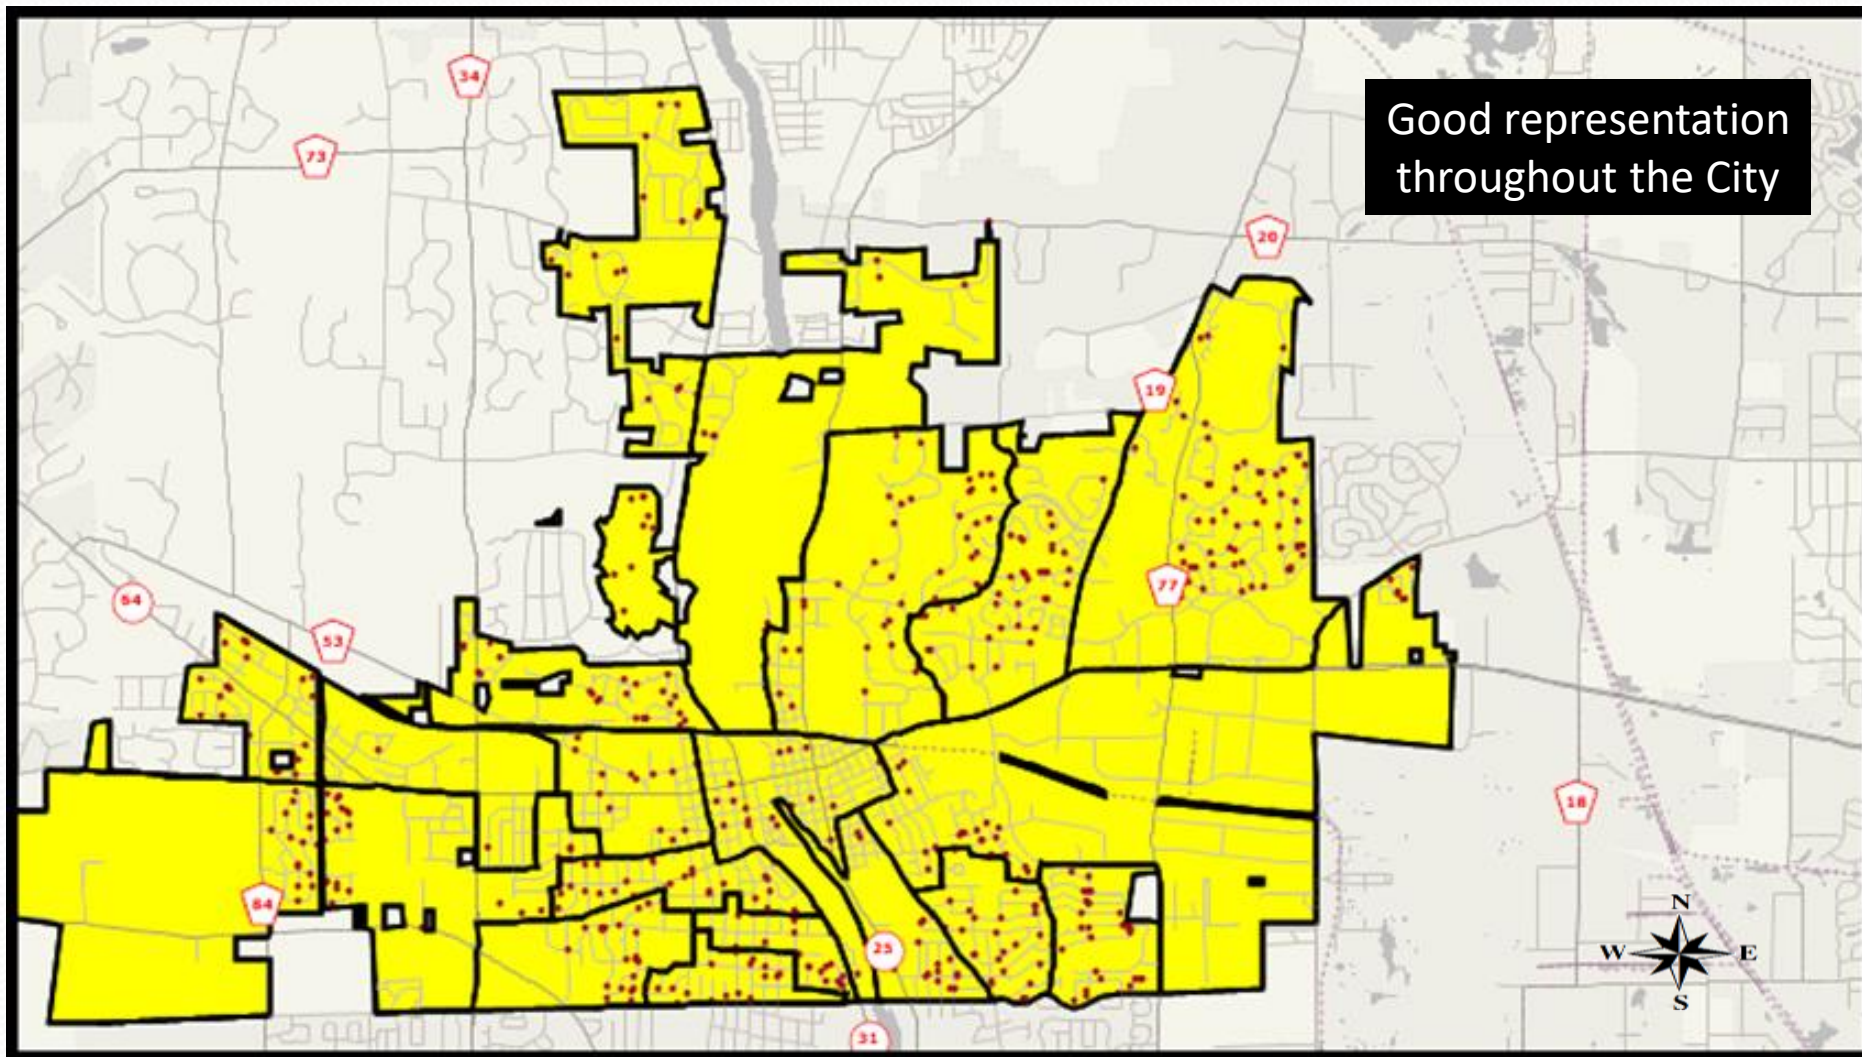 34
73
Good representation
throughout the City
20
19
77
64
53
18
64
N
W E
S
25
31